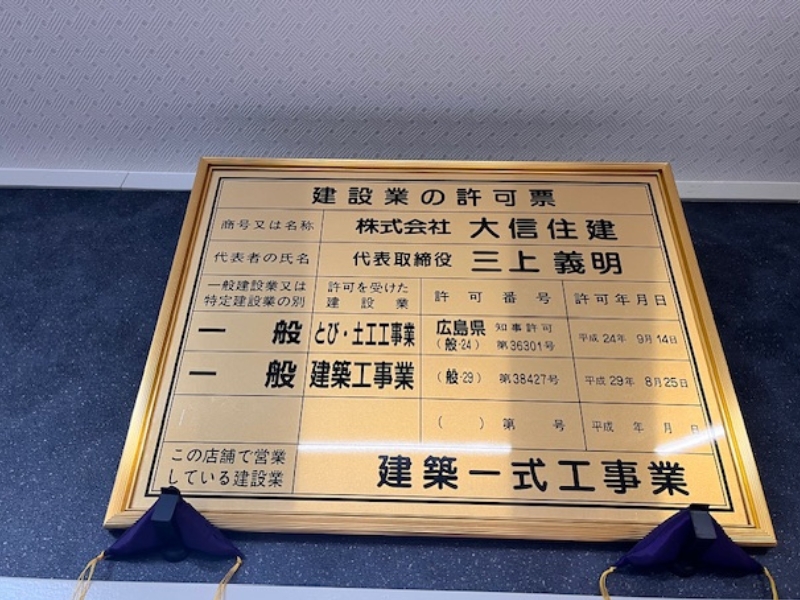 建設業の許可票
商号又は名称 株式会社 大信住建
代表者の氏名 代表取締役 三上義明
一般建設業又は特定建設業の別 許可を受けた建設業 許可番号 許可年月日
一般 とび・土工工事業 広島県知事許可(般-24)第36301号 平成24年 9月14日
一般 建築工事業 (般-29)第38427号 平成29年 8月25日
( )第 号 平成 年 月 日
この店舗で営業している建設業 建築一式工事業